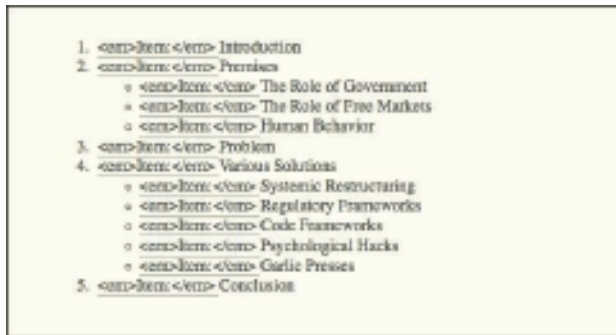 1. <em>Item: </em> Introduction
2. <em>Item: </em> Premises
<em>Item: </em> The Role of Government
<em>Item: </em> The Role of Free Markets
<em>Item: </em> Human Behavior
3. <em>Item: </em> Problem
4. <em>Item: </em> Various Solutions
<em>Item: </em> Systemic Restructuring
<em>Item: </em> Regulatory Frameworks
<em>Item: </em> Code Frameworks
<em>Item: </em> Psychological Hacks
<em>Item: </em> Garlic Presses
5. <em>Item: </em> Conclusion